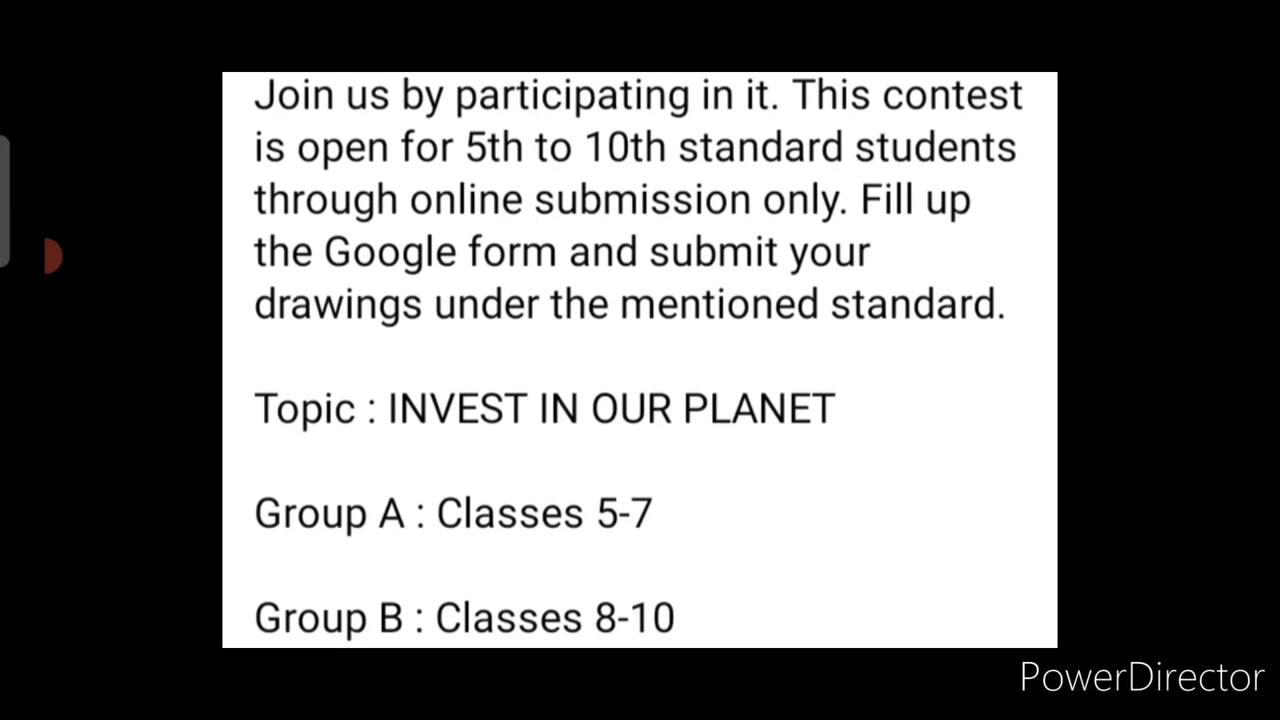 Join us by participating in it. This contest
is open for 5th to 10th standard students
through online submission only. Fill up
the Google form and submit your
drawings under the mentioned standard.
Topic : INVEST IN OUR PLANET
Group A : Classes 5-7
Group B : Classes 8-10
PowerDirector